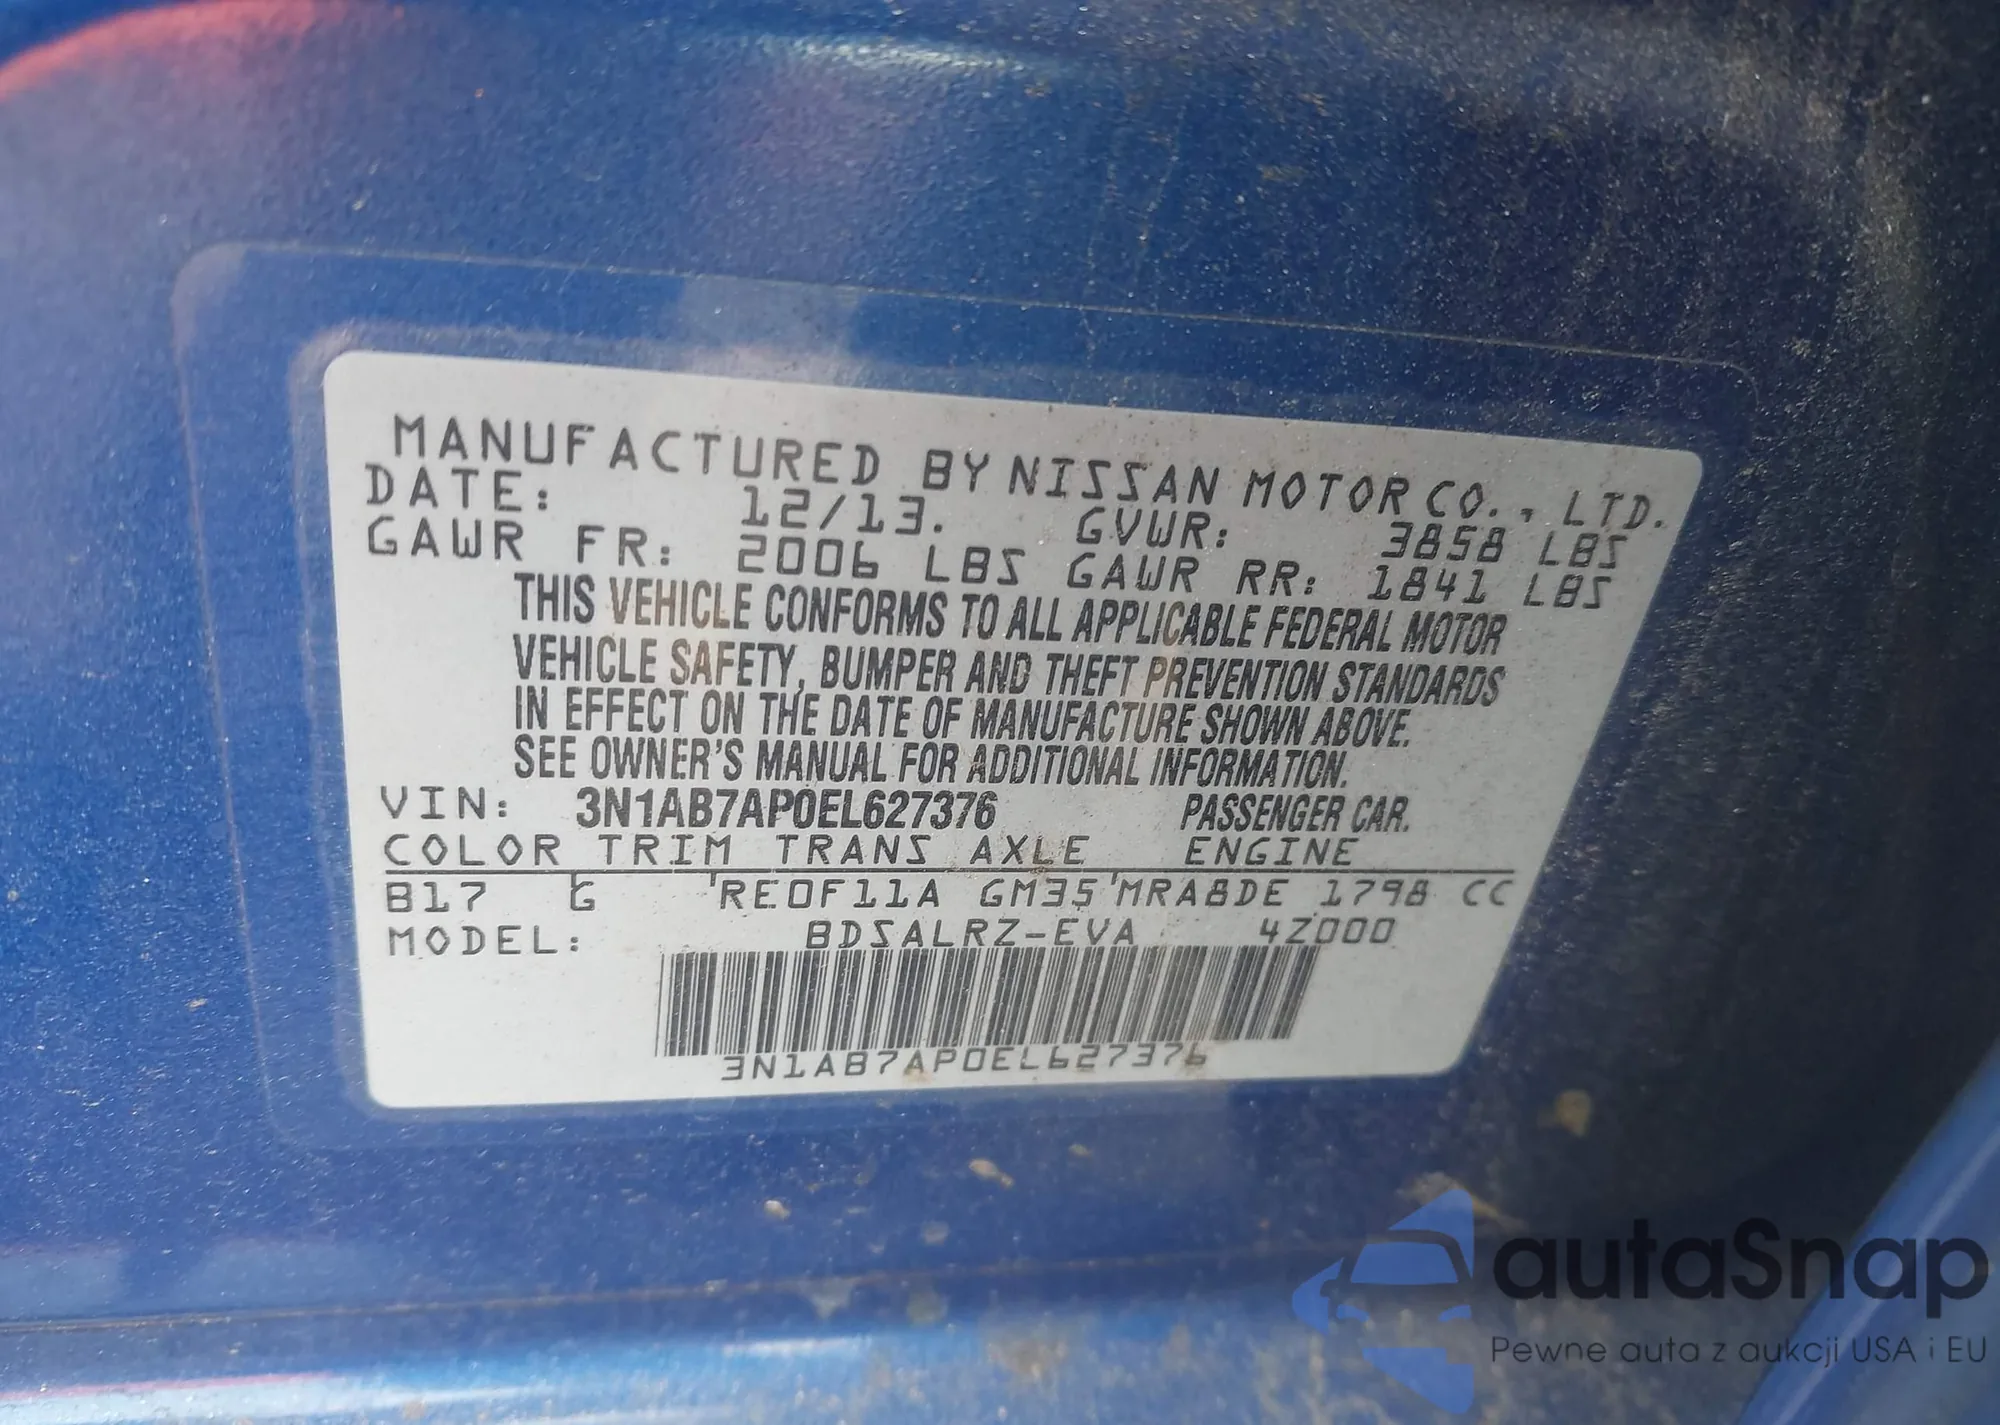 MANUFACTURED BY NISSAN MOTOR CO., LTD.
DATE: 12/13. GVWR: 3858 LBS
GAWR FR: 2006 LBS GAWR RR: 1841 LBS
THIS VEHICLE CONFORMS TO ALL APPLICABLE FEDERAL MOTOR
VEHICLE SAFETY, BUMPER AND THEFT PREVENTION STANDARDS
IN EFFECT ON THE DATE OF MANUFACTURE SHOWN ABOVE.
SEE OWNER'S MANUAL FOR ADDITIONAL INFORMATION.
VIN: 3N1AB7AP0EL627376 PASSENGER CAR.
COLOR TRIM TRANS AXLE ENGINE
B17 G RE0F11A GM35 MRA8DE 1798 CC
MODEL: BDSALRZ-EVA 4Z000
3N1AB7AP0EL627376
autaSnap
Pewne auta z aukcji USA i EU